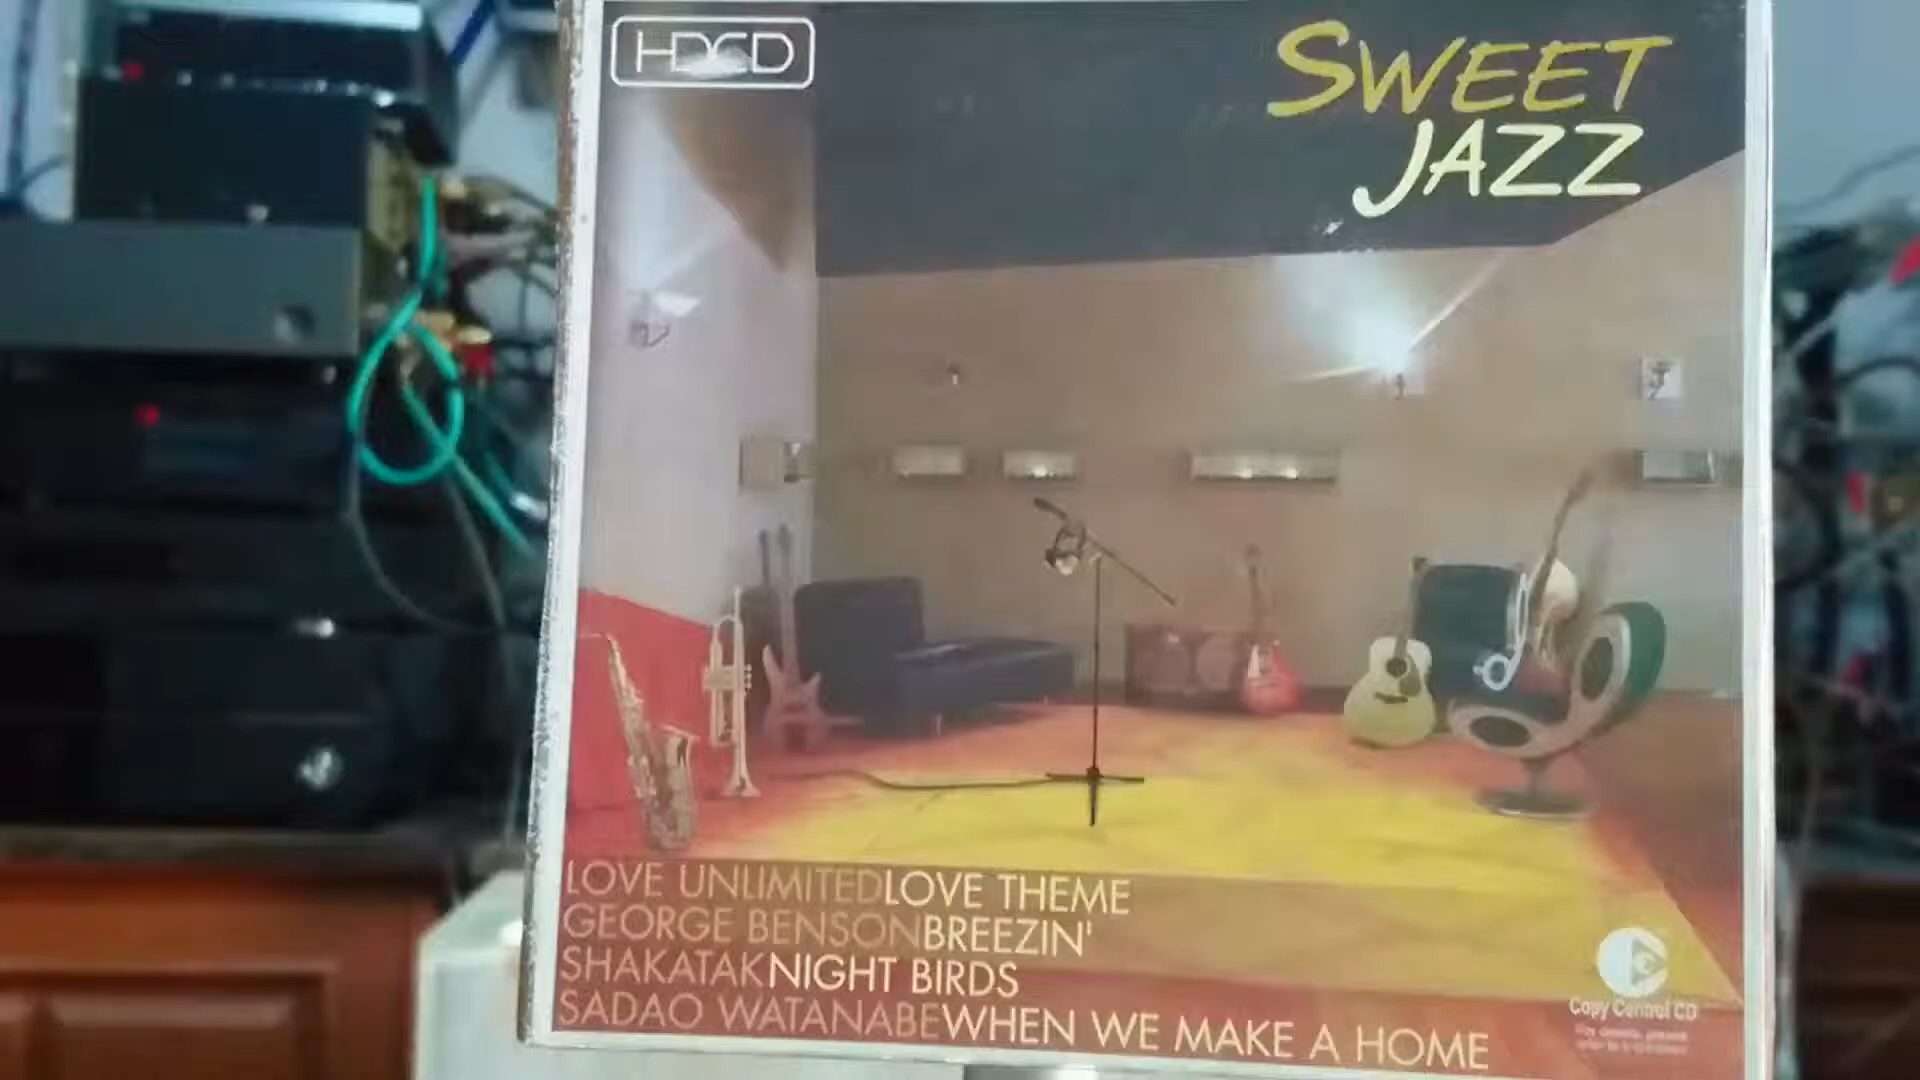 HDCD
SWEET
JAZZ
LOVE UNLIMITEDLOVE THEME
GEORGE BENSONBREEZIN'
SHAKATAKNIGHT BIRDS
SADAO WATANABEWHEN WE MAKE A HOME
Copy Control CD